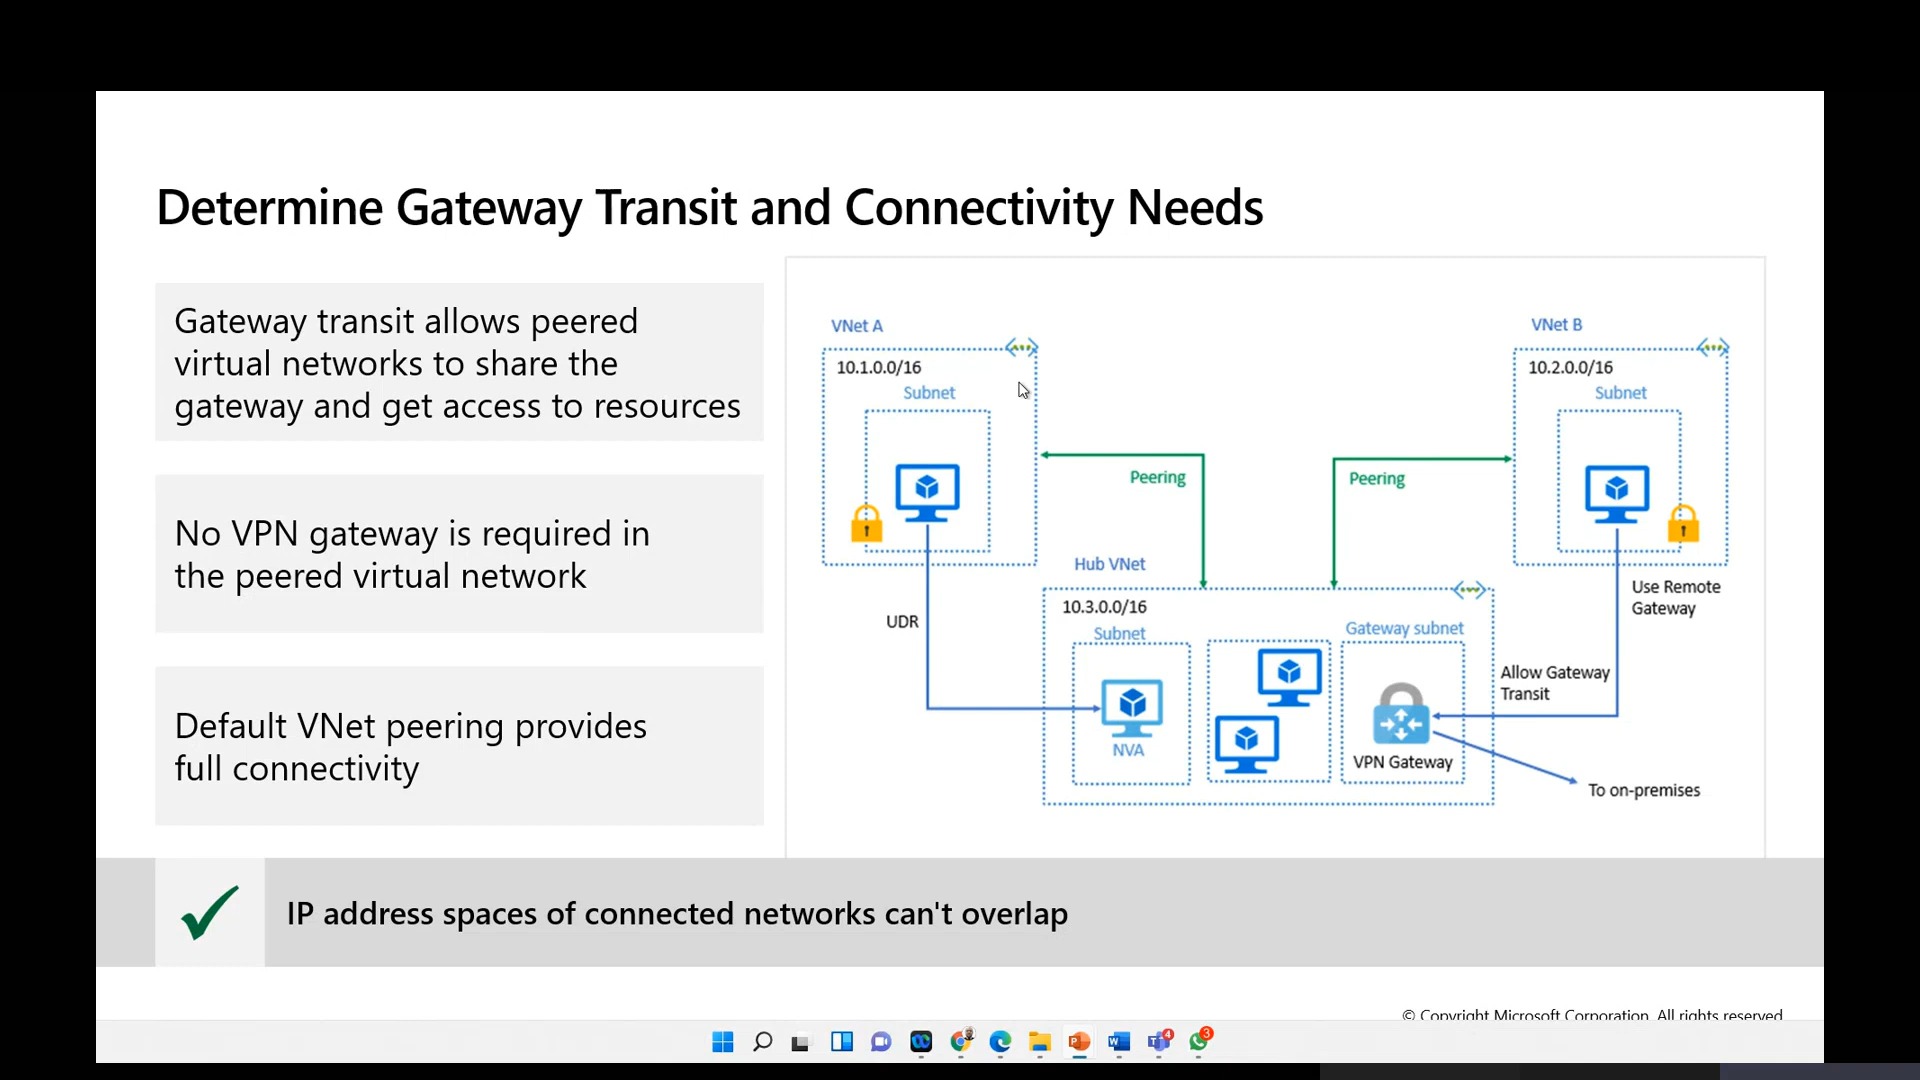 Determine Gateway Transit and Connectivity Needs
Gateway transit allows peered
virtual networks to share the
gateway and get access to resources
No VPN gateway is required in
the peered virtual network
Default VNet peering provides
full connectivity
VNet A
10.1.0.0/16
Subnet
VNet B
10.2.0.0/16
Subnet
Peering
Peering
Hub VNet
10.3.0.0/16
Subnet
NVA
Gateway subnet
VPN Gateway
UDR
Use Remote
Gateway
Allow Gateway
Transit
To on-premises
IP address spaces of connected networks can't overlap
© Copyright Microsoft Corporation. All rights reserved.
4
3